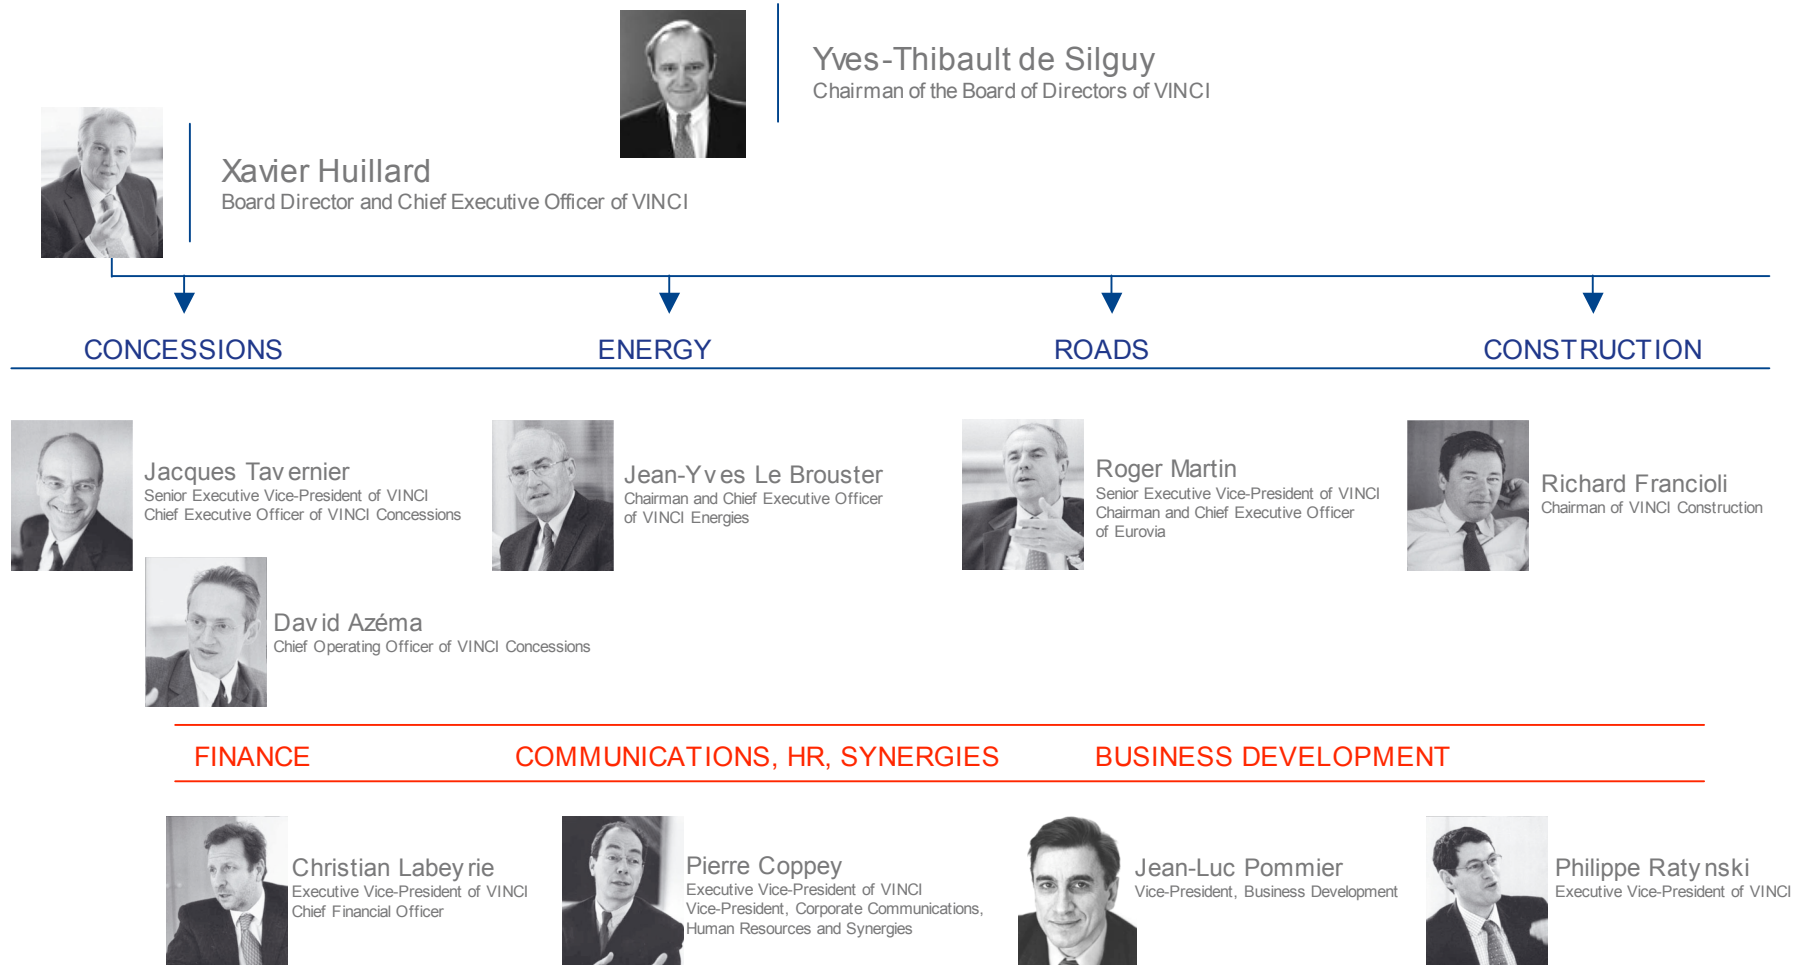 Yves-Thibault de Silguy
Chairman of the Board of Directors of VINCI
Xavier Huillard
Board Director and Chief Executive Officer of VINCI
CONCESSIONS
ENERGY
ROADS
CONSTRUCTION
Jacques Tavernier
Senior Executive Vice-President of VINCI
Chief Executive Officer of VINCI Concessions
Jean-Yves Le Brouster
Chairman and Chief Executive Officer
of VINCI Energies
Roger Martin
Senior Executive Vice-President of VINCI
Chairman and Chief Executive Officer
of Eurovia
Richard Francioli
Chairman of VINCI Construction
David Azéma
Chief Operating Officer of VINCI Concessions
FINANCE
COMMUNICATIONS, HR, SYNERGIES
BUSINESS DEVELOPMENT
Christian Labeyrie
Executive Vice-President of VINCI
Chief Financial Officer
Pierre Coppey
Executive Vice-President of VINCI
Vice-President, Corporate Communications,
Human Resources and Synergies
Jean-Luc Pommier
Vice-President, Business Development
Philippe Ratynski
Executive Vice-President of VINCI